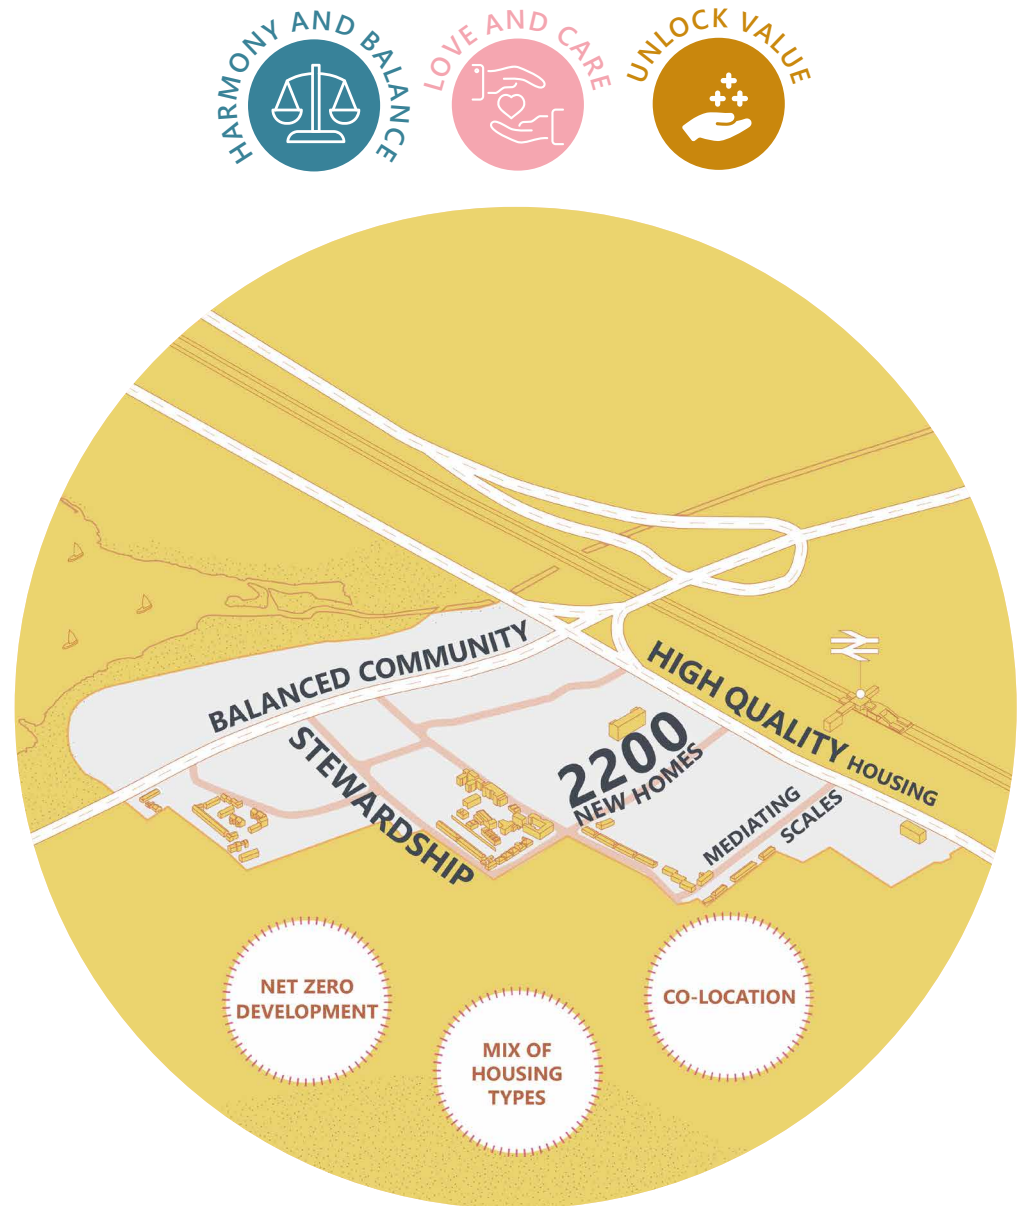 HARMONY AND BALANCE
LOVE AND CARE
UNLOCK VALUE
BALANCED COMMUNITY
HIGH QUALITY HOUSING
STEWARDSHIP
2200
NEW HOMES
MEDIATING
SCALES
NET ZERO
DEVELOPMENT
CO-LOCATION
MIX OF
HOUSING
TYPES